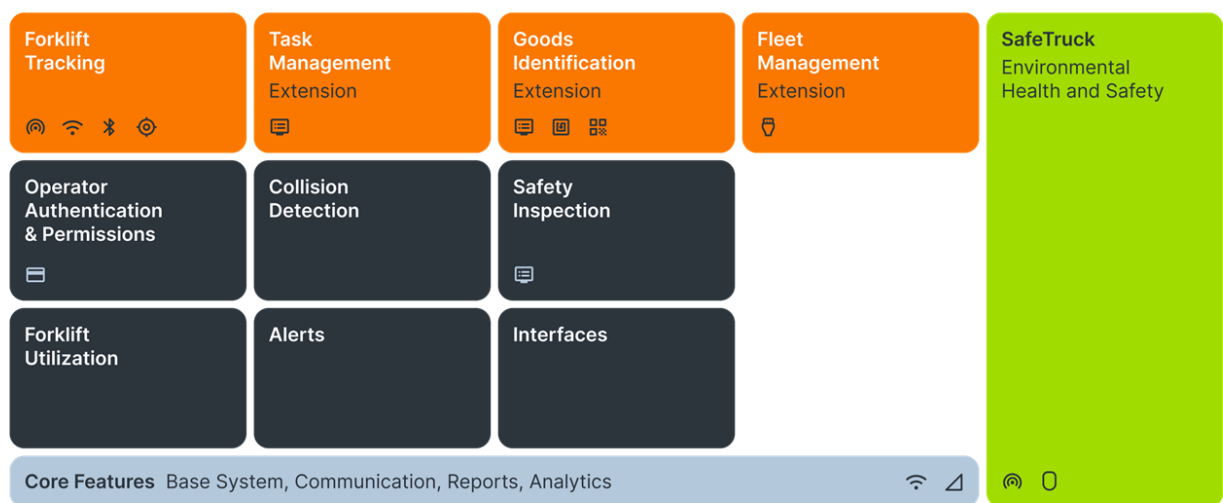 Forklift
Tracking
Task
Management
Extension
Goods
Identification
Extension
Fleet
Management
Extension
SafeTruck
Environmental
Health and Safety
Operator
Authentication
& Permissions
Collision
Detection
Safety
Inspection
Forklift
Utilization
Alerts
Interfaces
Core Features Base System, Communication, Reports, Analytics